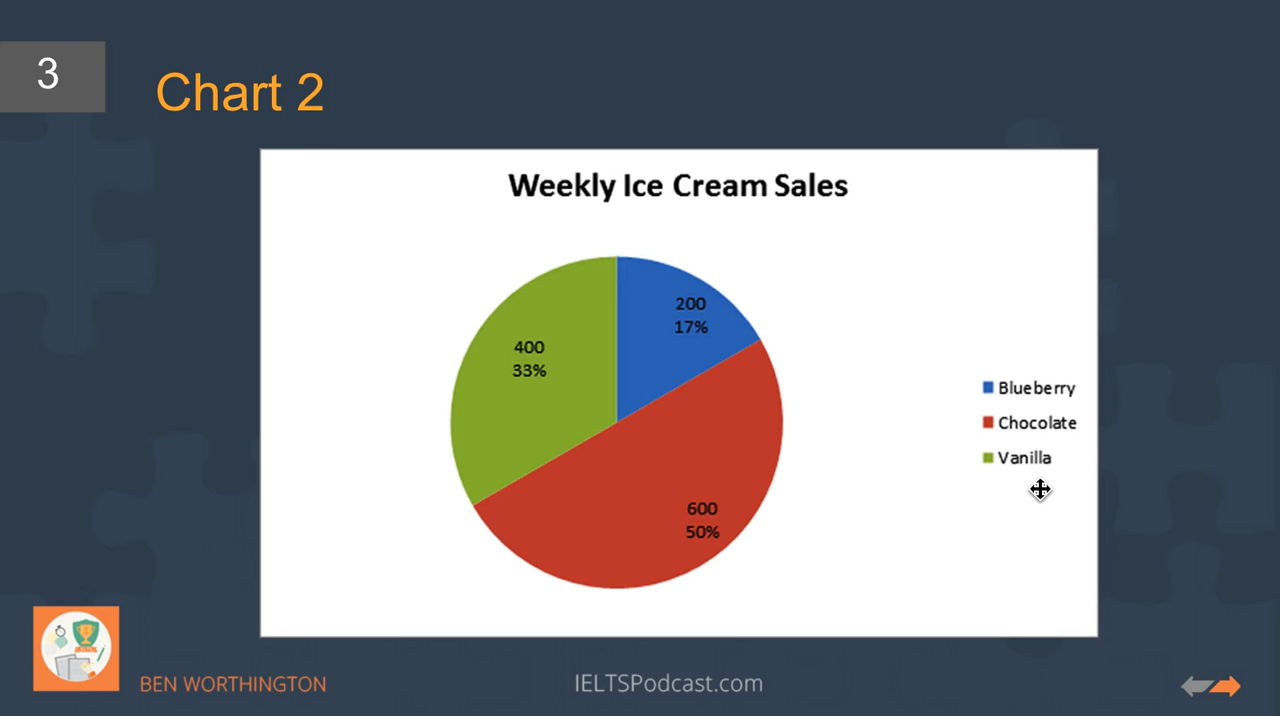 3
Chart 2
Weekly Ice Cream Sales
200
17%
400
33%
600
50%
Blueberry
Chocolate
Vanilla
BEN WORTHINGTON
IELTSPodcast.com